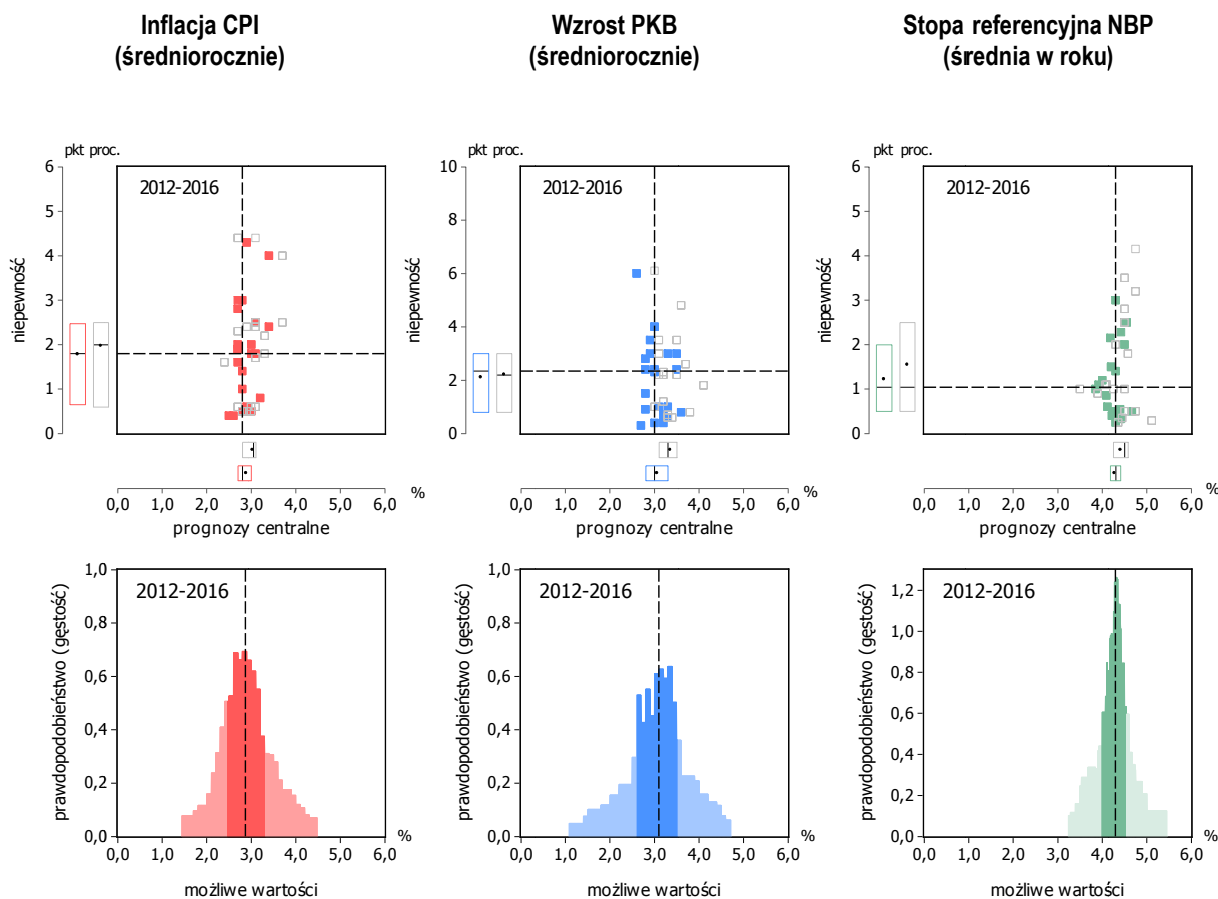 Inflacja CPI
(średniorocznie)
Wzrost PKB
(średniorocznie)
Stopa referencyjna NBP
(średnia w roku)
pkt proc.
6
5
4
3
2
1
0
niepewność
2012-2016
0,0 1,0 2,0 3,0 4,0 5,0 6,0
%
prognozy centralne
pkt proc.
10
8
6
4
2
0
niepewność
2012-2016
0,0 1,0 2,0 3,0 4,0 5,0 6,0
%
prognozy centralne
pkt proc.
6
5
4
3
2
1
0
niepewność
2012-2016
0,0 1,0 2,0 3,0 4,0 5,0 6,0
%
prognozy centralne
1,0
0,8
0,6
0,4
0,2
0,0
prawdopodobieństwo (gęstość)
2012-2016
0,0 1,0 2,0 3,0 4,0 5,0 6,0
%
możliwe wartości
1,0
0,8
0,6
0,4
0,2
0,0
prawdopodobieństwo (gęstość)
2012-2016
0,0 1,0 2,0 3,0 4,0 5,0 6,0
%
możliwe wartości
1,2
1,0
0,8
0,6
0,4
0,2
0,0
prawdopodobieństwo (gęstość)
2012-2016
0,0 1,0 2,0 3,0 4,0 5,0 6,0
%
możliwe wartości